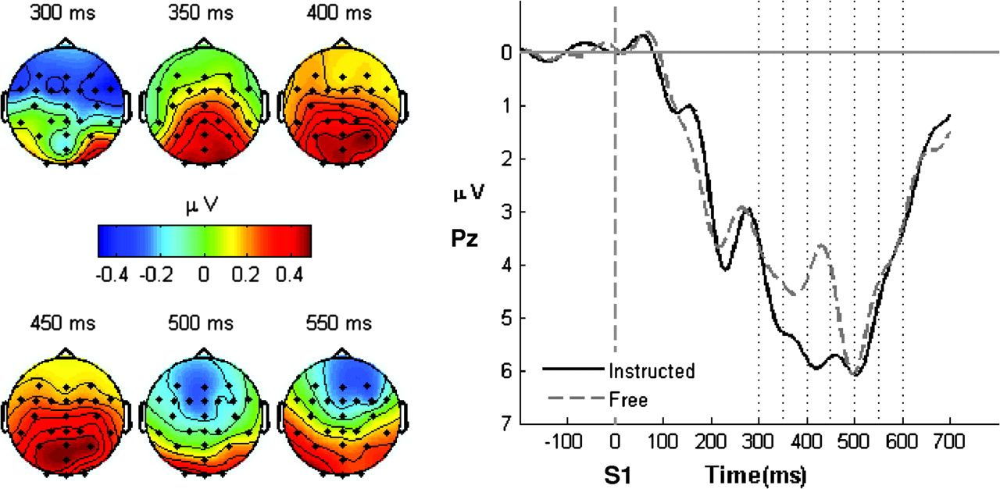 300 ms 350 ms 400 ms
μ V
-0.4 -0.2 0 0.2 0.4
450 ms 500 ms 550 ms
0
1
2
3
4
5
6
7
μ V
Pz
Instructed
Free
-100 0 100 200 300 400 500 600 700
S1 Time(ms)